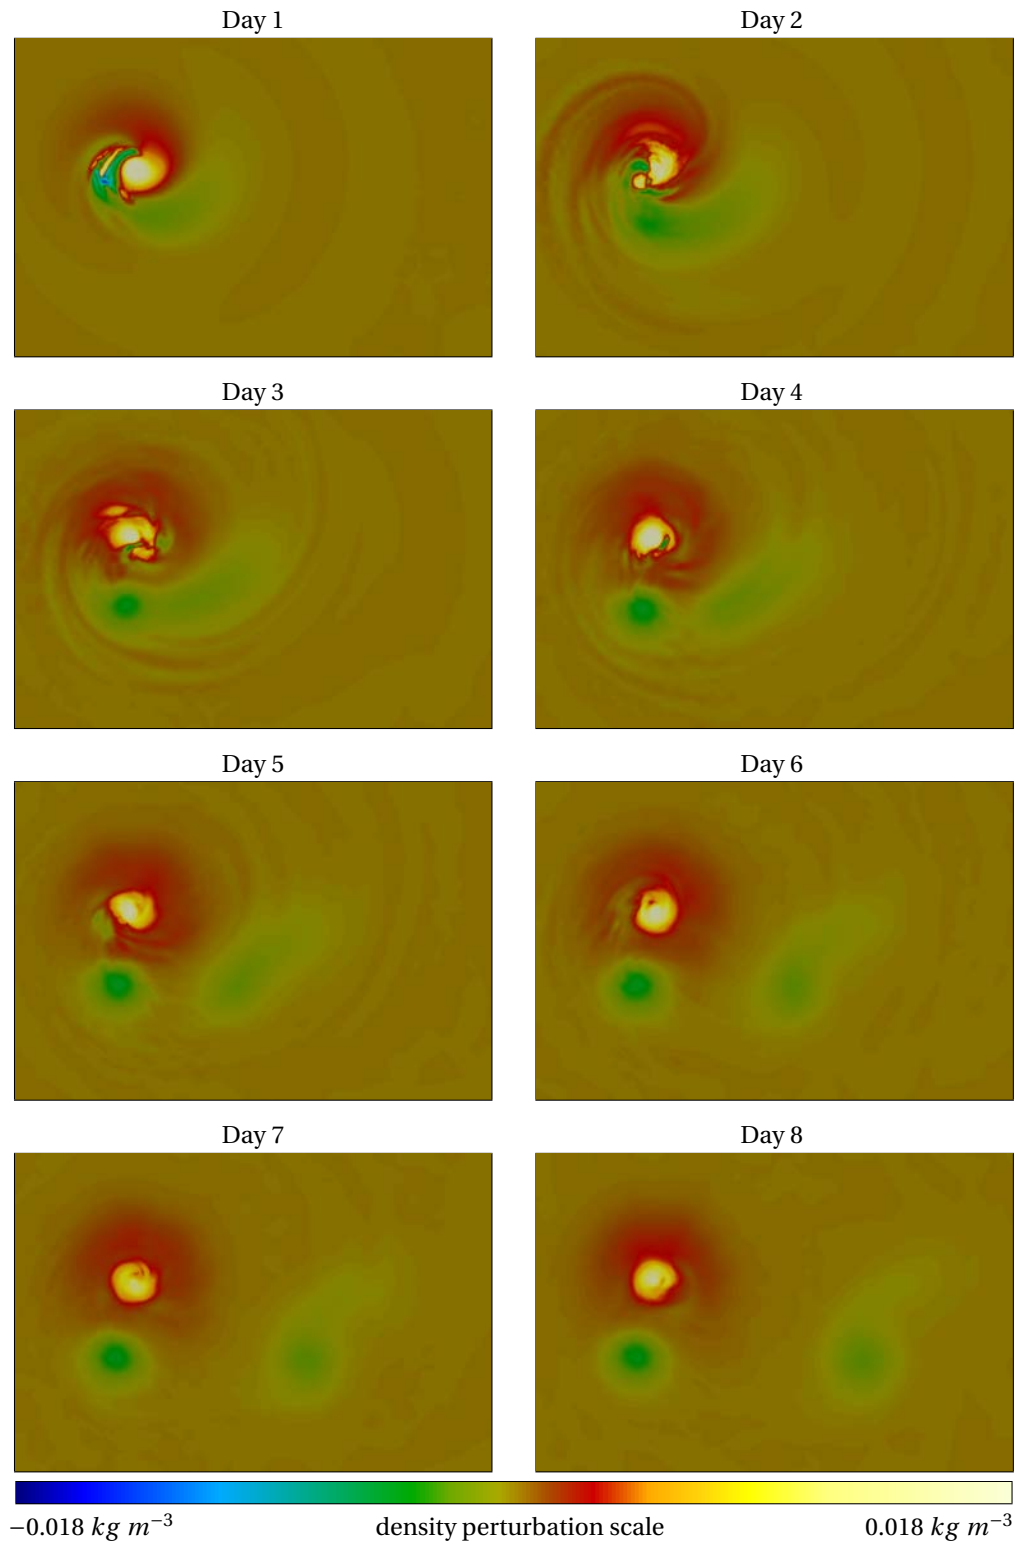 Day 1 Day 2
Day 3 Day 4
Day 5 Day 6
Day 7 Day 8
−0.018 kg m⁻³ density perturbation scale 0.018 kg m⁻³